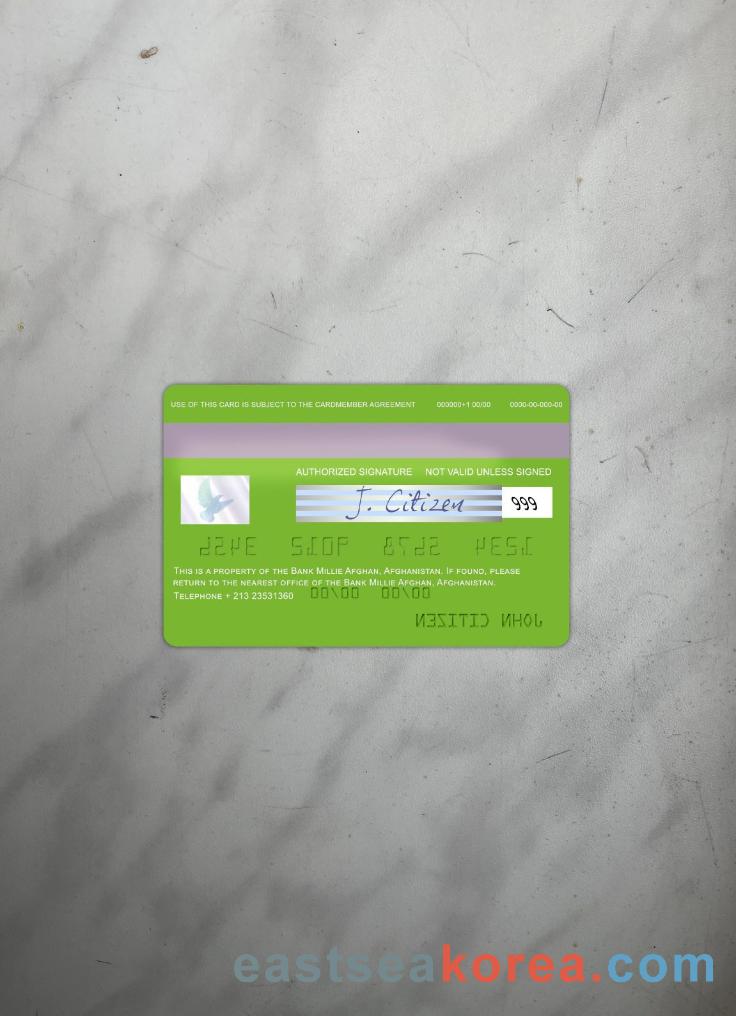 USE OF THIS CARD IS SUBJECT TO THE CARDMEMBER AGREEMENT 000000+1 00/00 0000-00-000-00
AUTHORIZED SIGNATURE NOT VALID UNLESS SIGNED
J. Citizen 999
1234 5678 9012 3456
THIS IS A PROPERTY OF THE BANK MILLIE AFGHAN, AFGHANISTAN. IF FOUND, PLEASE
RETURN TO THE NEAREST OFFICE OF THE BANK MILLIE AFGHAN, AFGHANISTAN.
TELEPHONE + 213 23531360 00/00 00/00
JOHN CITIZEN
eastseakorea.com